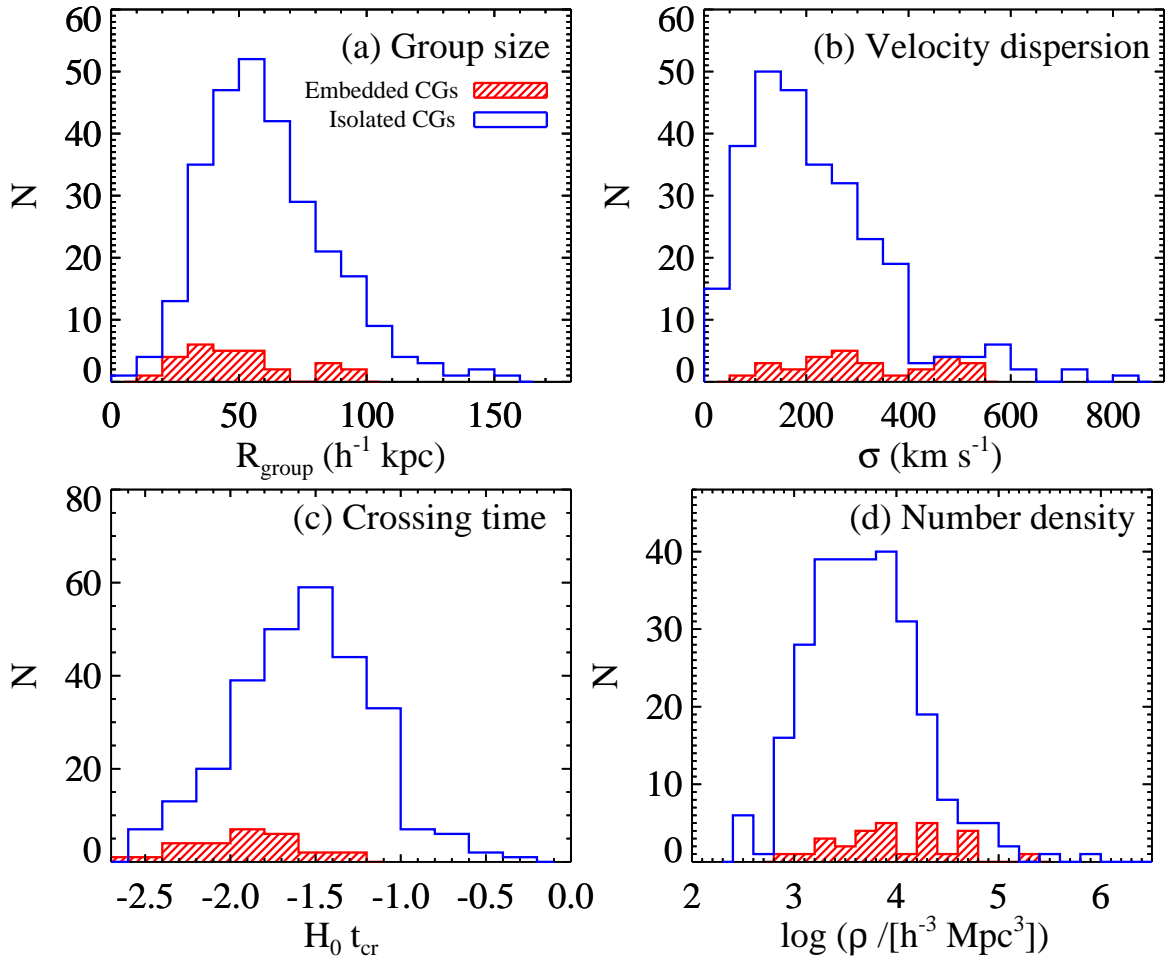 (a) Group size
Embedded CGs
Isolated CGs
60
50
40
30
20
10
0
N
0 50 100 150
R_group (h⁻¹ kpc)
(b) Velocity dispersion
60
50
40
30
20
10
0
N
0 200 400 600 800
σ (km s⁻¹)
(c) Crossing time
80
60
40
20
0
N
-2.5 -2.0 -1.5 -1.0 -0.5 0.0
H₀ t_cr
(d) Number density
40
30
20
10
0
N
2 3 4 5 6
log (ρ /[h⁻³ Mpc³])